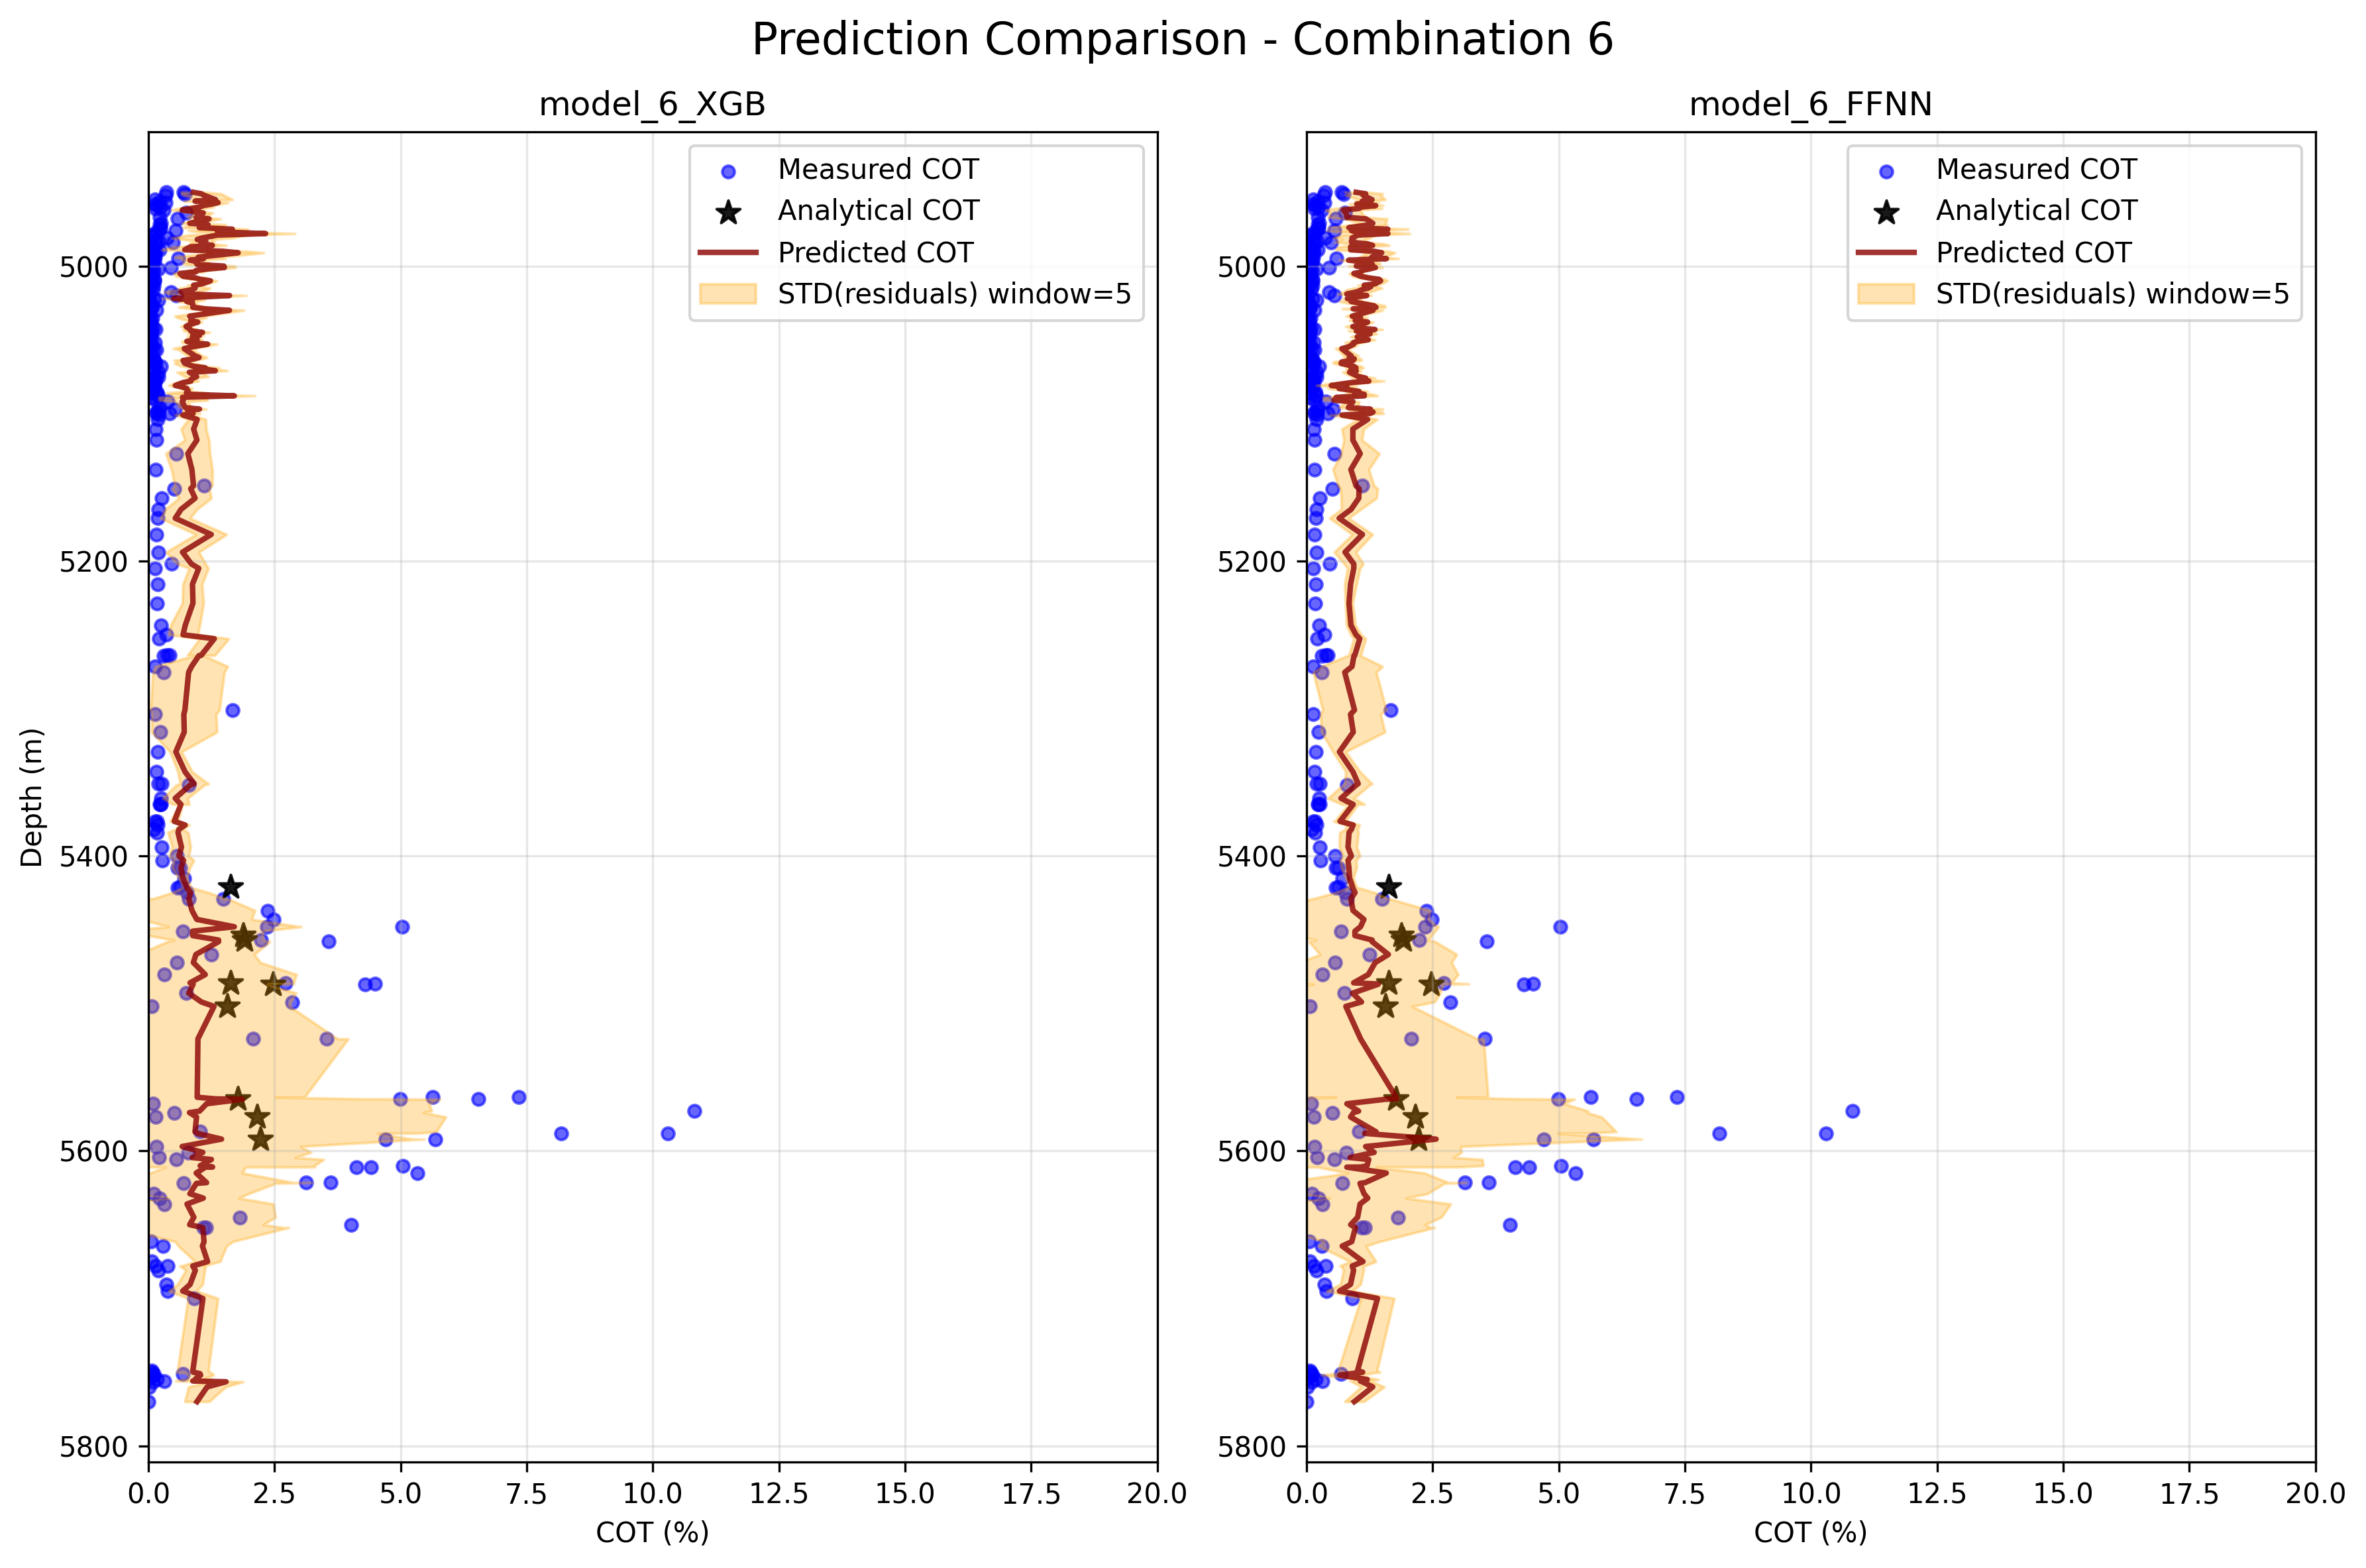 Prediction Comparison - Combination 6
model_6_XGB
Measured COT
Analytical COT
Predicted COT
STD(residuals) window=5
5000
5200
5400
5600
5800
Depth (m)
0.0 2.5 5.0 7.5 10.0 12.5 15.0 17.5 20.0
COT (%)
model_6_FFNN
Measured COT
Analytical COT
Predicted COT
STD(residuals) window=5
5000
5200
5400
5600
5800
0.0 2.5 5.0 7.5 10.0 12.5 15.0 17.5 20.0
COT (%)